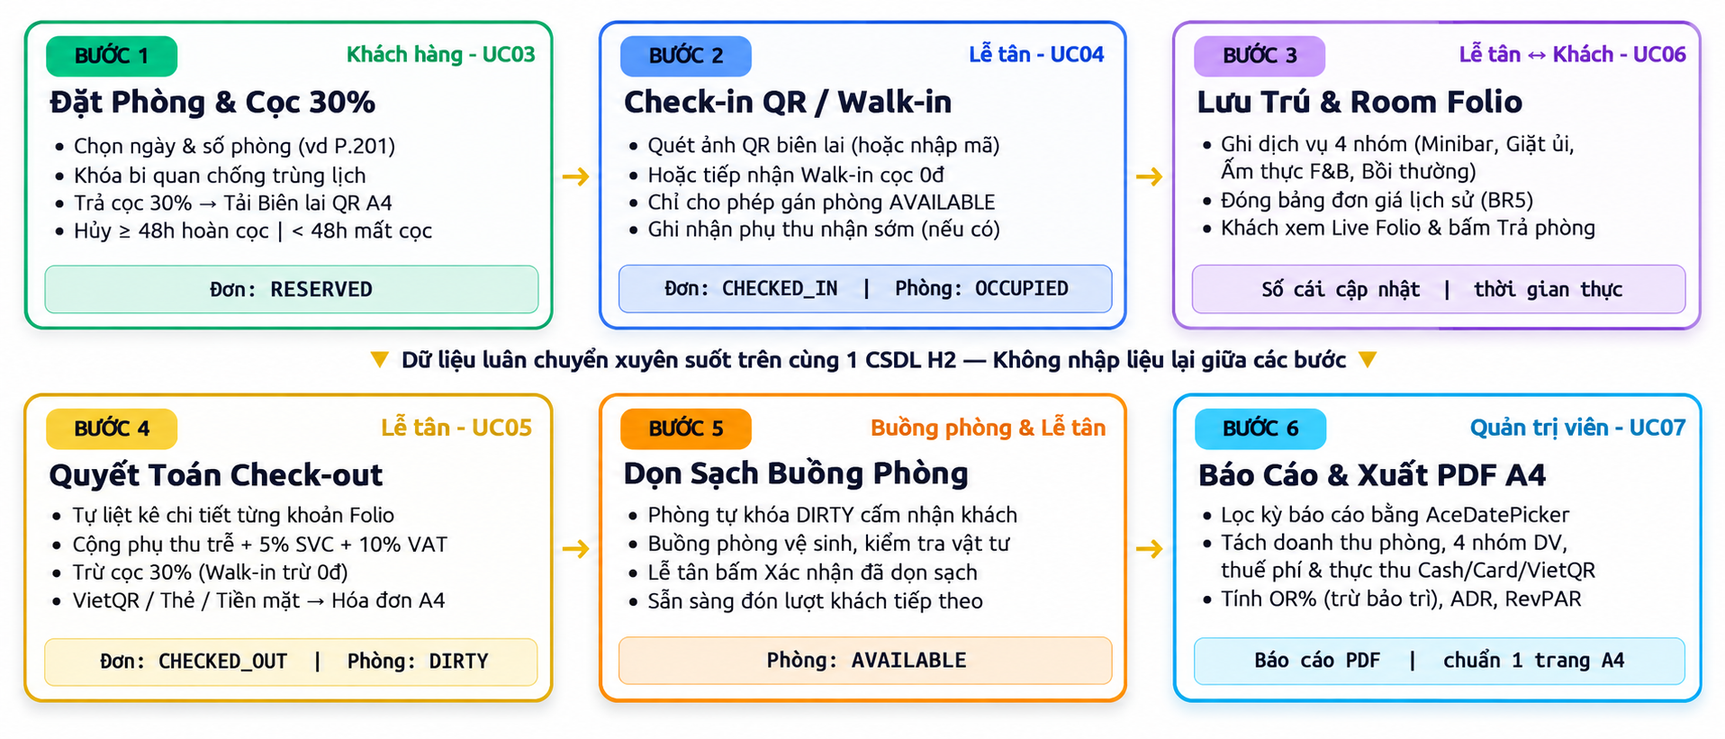 BƯỚC 1
Khách hàng - UC03
Đặt Phòng & Cọc 30%
• Chọn ngày & số phòng (vd P.201)
• Khóa bi quan chống trùng lịch
• Trả cọc 30% → Tải Biên lai QR A4
• Hủy ≥ 48h hoàn cọc | < 48h mất cọc
Đơn: RESERVED
BƯỚC 2
Lễ tân - UC04
Check-in QR / Walk-in
• Quét ảnh QR biên lai (hoặc nhập mã)
• Hoặc tiếp nhận Walk-in cọc 0đ
• Chỉ cho phép gán phòng AVAILABLE
• Ghi nhận phụ thu nhận sớm (nếu có)
Đơn: CHECKED_IN | Phòng: OCCUPIED
BƯỚC 3
Lễ tân ↔ Khách - UC06
Lưu Trú & Room Folio
• Ghi dịch vụ 4 nhóm (Minibar, Giặt ủi,
Ẩm thực F&B, Bồi thường)
• Đóng bảng đơn giá lịch sử (BR5)
• Khách xem Live Folio & bấm Trả phòng
Số cái cập nhật | thời gian thực
▼ Dữ liệu luân chuyển xuyên suốt trên cùng 1 CSDL H2 — Không nhập liệu lại giữa các bước ▼
BƯỚC 4
Lễ tân - UC05
Quyết Toán Check-out
• Tự liệt kê chi tiết từng khoản Folio
• Cộng phụ thu trễ + 5% SVC + 10% VAT
• Trừ cọc 30% (Walk-in trừ 0đ)
• VietQR / Thẻ / Tiền mặt → Hóa đơn A4
Đơn: CHECKED_OUT | Phòng: DIRTY
BƯỚC 5
Buồng phòng & Lễ tân
Dọn Sạch Buồng Phòng
• Phòng tự khóa DIRTY cấm nhận khách
• Buồng phòng vệ sinh, kiểm tra vật tư
• Lễ tân bấm Xác nhận đã dọn sạch
• Sẵn sàng đón lượt khách tiếp theo
Phòng: AVAILABLE
BƯỚC 6
Quản trị viên - UC07
Báo Cáo & Xuất PDF A4
• Lọc kỳ báo cáo bằng AceDatePicker
• Tách doanh thu phòng, 4 nhóm DV,
thuế phí & thực thu Cash/Card/VietQR
• Tính OR% (trừ bảo trì), ADR, RevPAR
Báo cáo PDF | chuẩn 1 trang A4